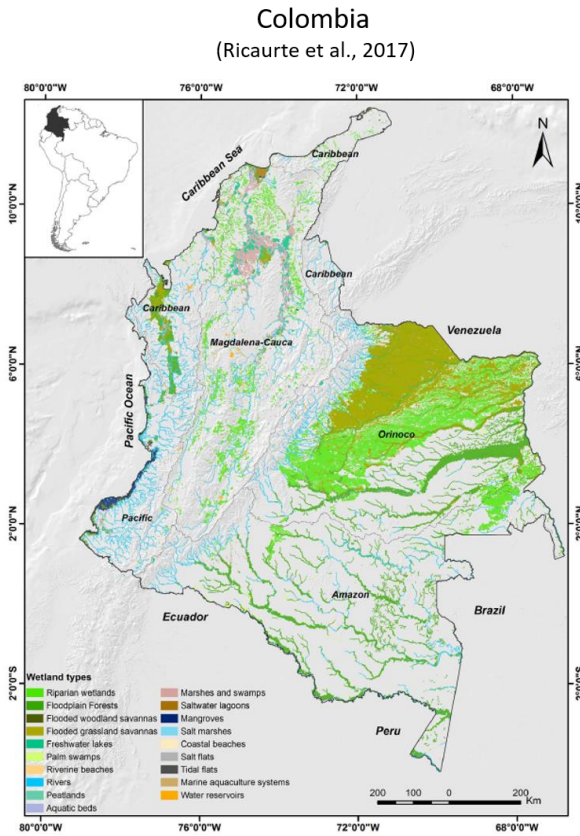 Colombia
(Ricaurte et al., 2017)
80°0'0"W
76°0'0"W
72°0'0"W
68°0'0"W
N
Caribbean Sea
Caribbean
10°0'0"N
Caribbean
Caribbean
Venezuela
Magdalena-Cauca
6°0'0"N
Pacific Ocean
Orinoco
Pacific
2°0'0"N
Amazon
Ecuador
Brazil
2°0'0"S
Peru
Wetland types
Riparian wetlands
Floodplain Forests
Flooded woodland savannas
Flooded grassland savannas
Freshwater lakes
Palm swamps
Riverine beaches
Rivers
Peatlands
Aquatic beds
Marshes and swamps
Saltwater lagoons
Mangroves
Salt marshes
Coastal beaches
Salt flats
Tidal flats
Marine aquaculture systems
Water reservoirs
200 100 0 200
Km
80°0'0"W
76°0'0"W
72°0'0"W
68°0'0"W